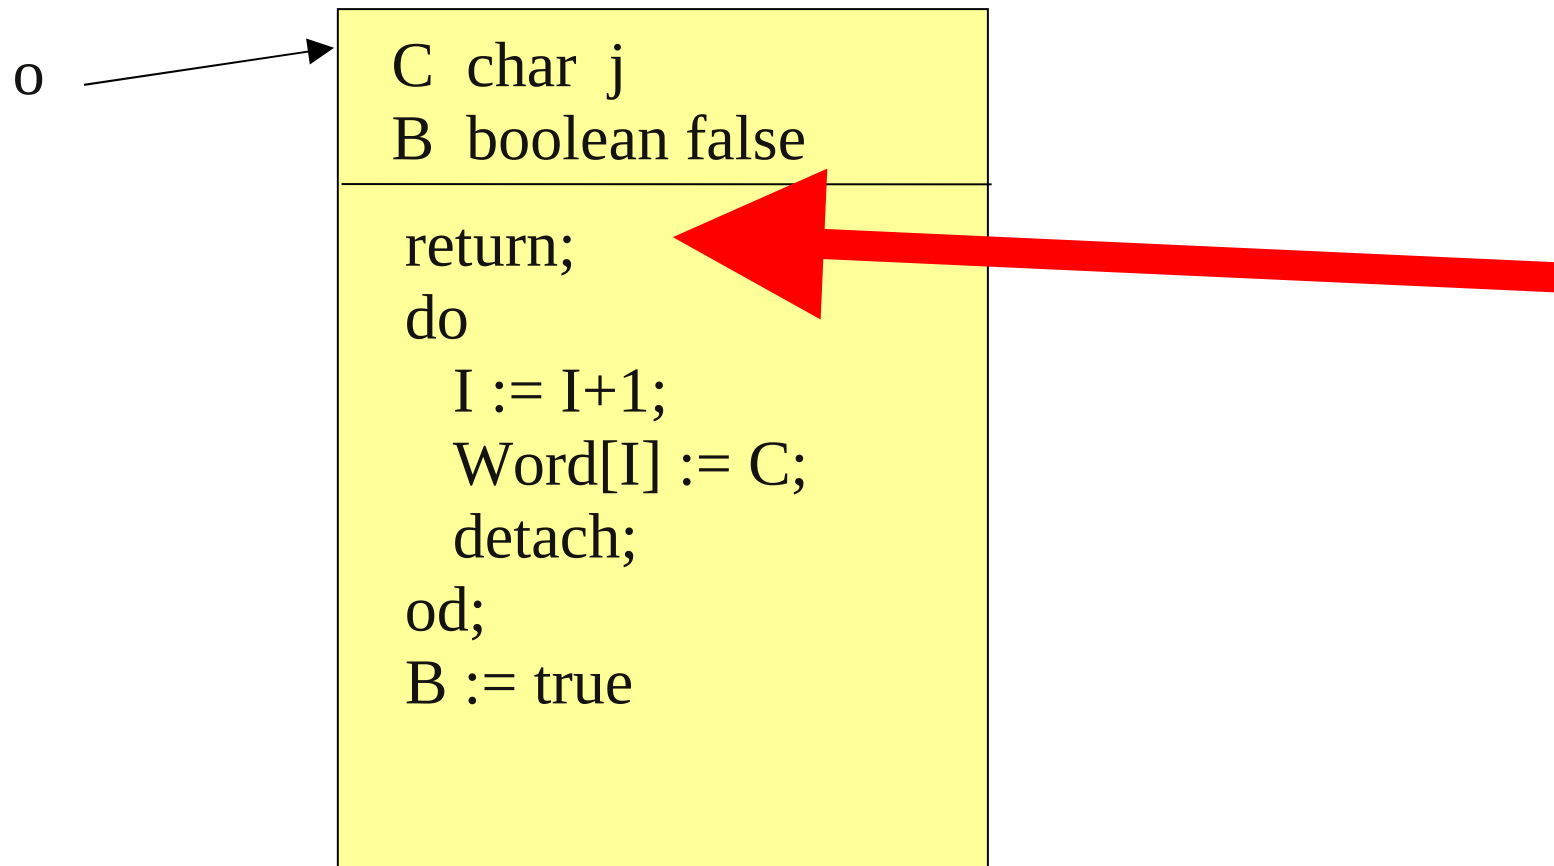 o
C char j
B boolean false
return;
do
I := I+1;
Word[I] := C;
detach;
od;
B := true